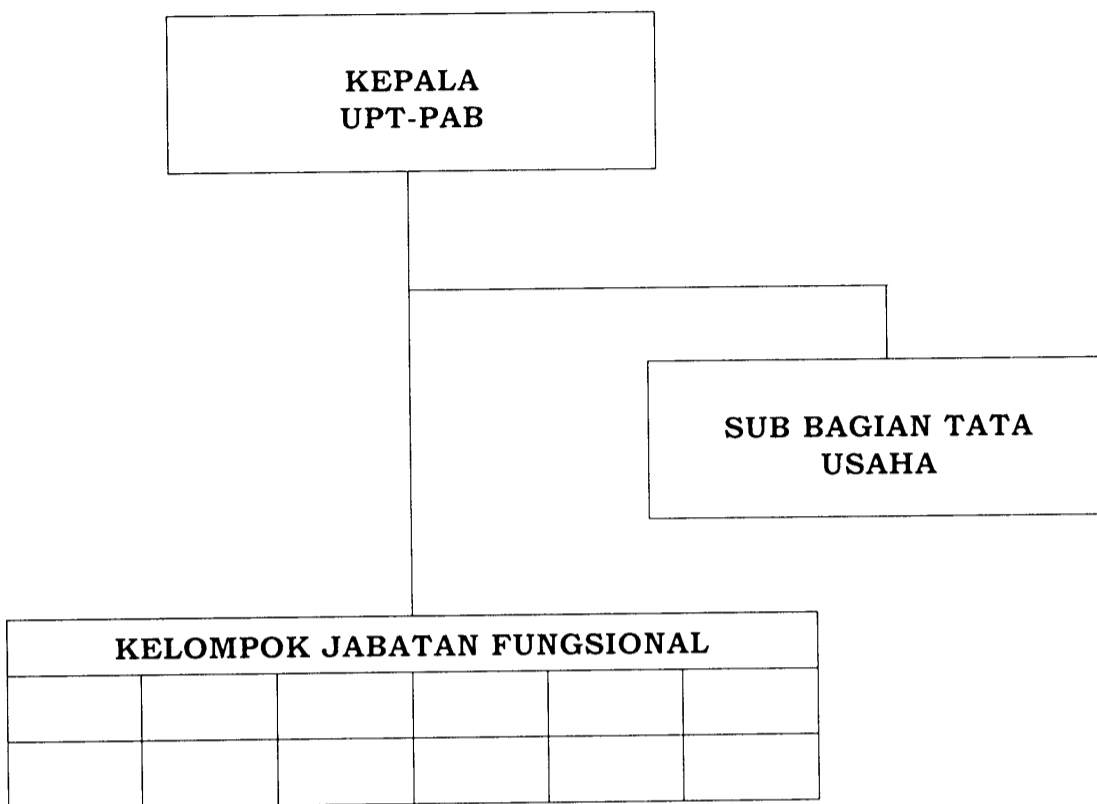 KEPALA
UPT-PAB
SUB BAGIAN TATA
USAHA
KELOMPOK JABATAN FUNGSIONAL